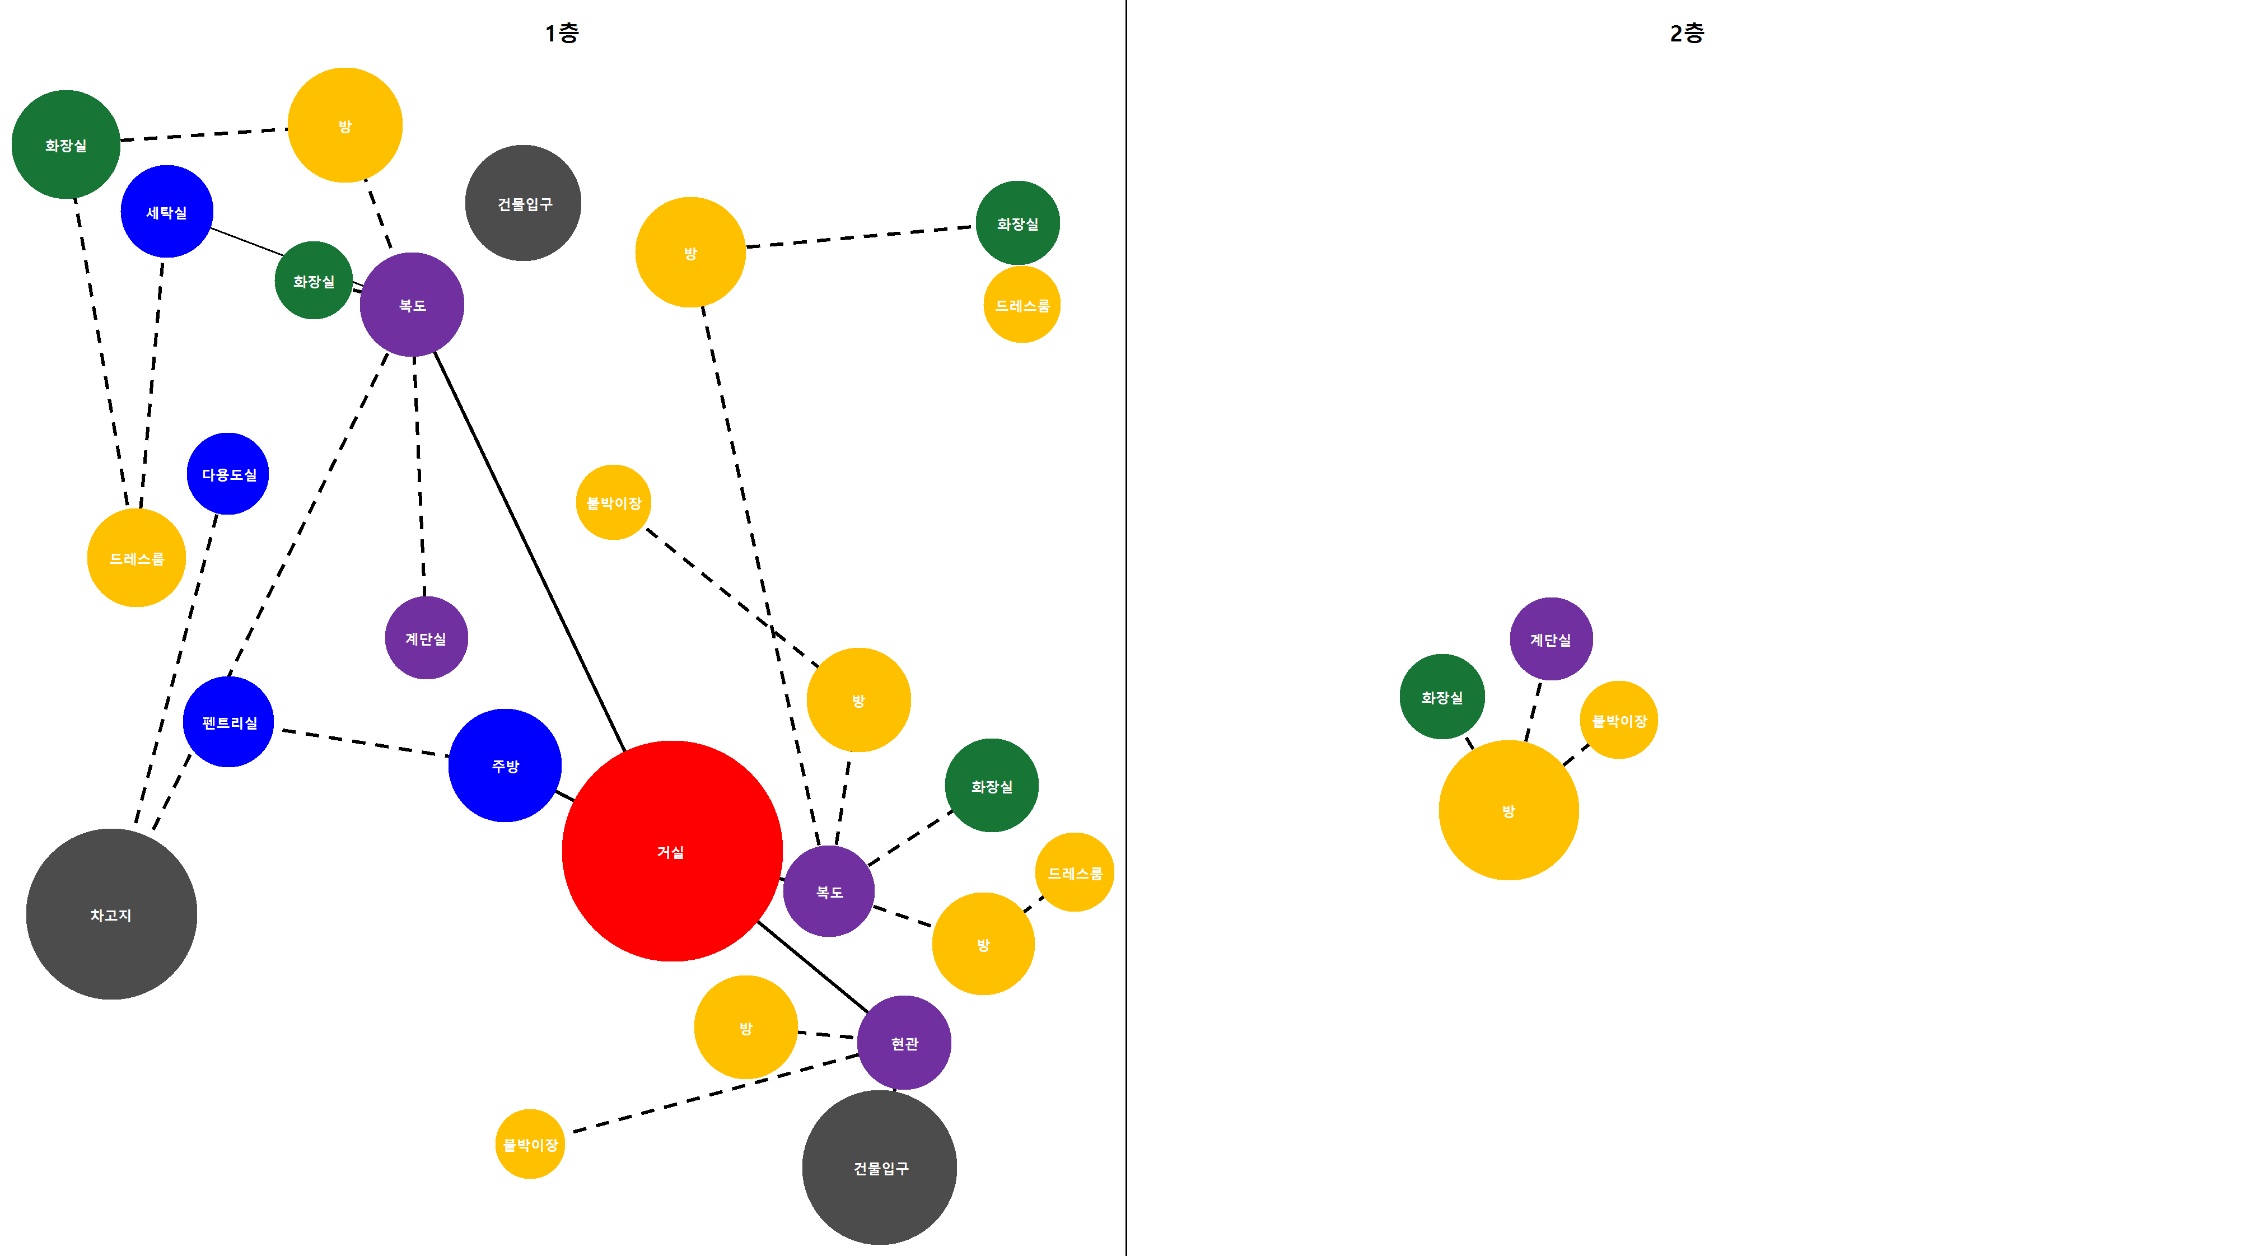 1층
방
화장실
세탁실
건물입구
화장실
복도
방
화장실
드레스룸
다용도실
드레스룸
붙박이장
계단실
펜트리실
주방
방
화장실
거실
복도
드레스룸
차고지
방
방
현관
붙박이장
건물입구
2층
계단실
화장실
붙박이장
방